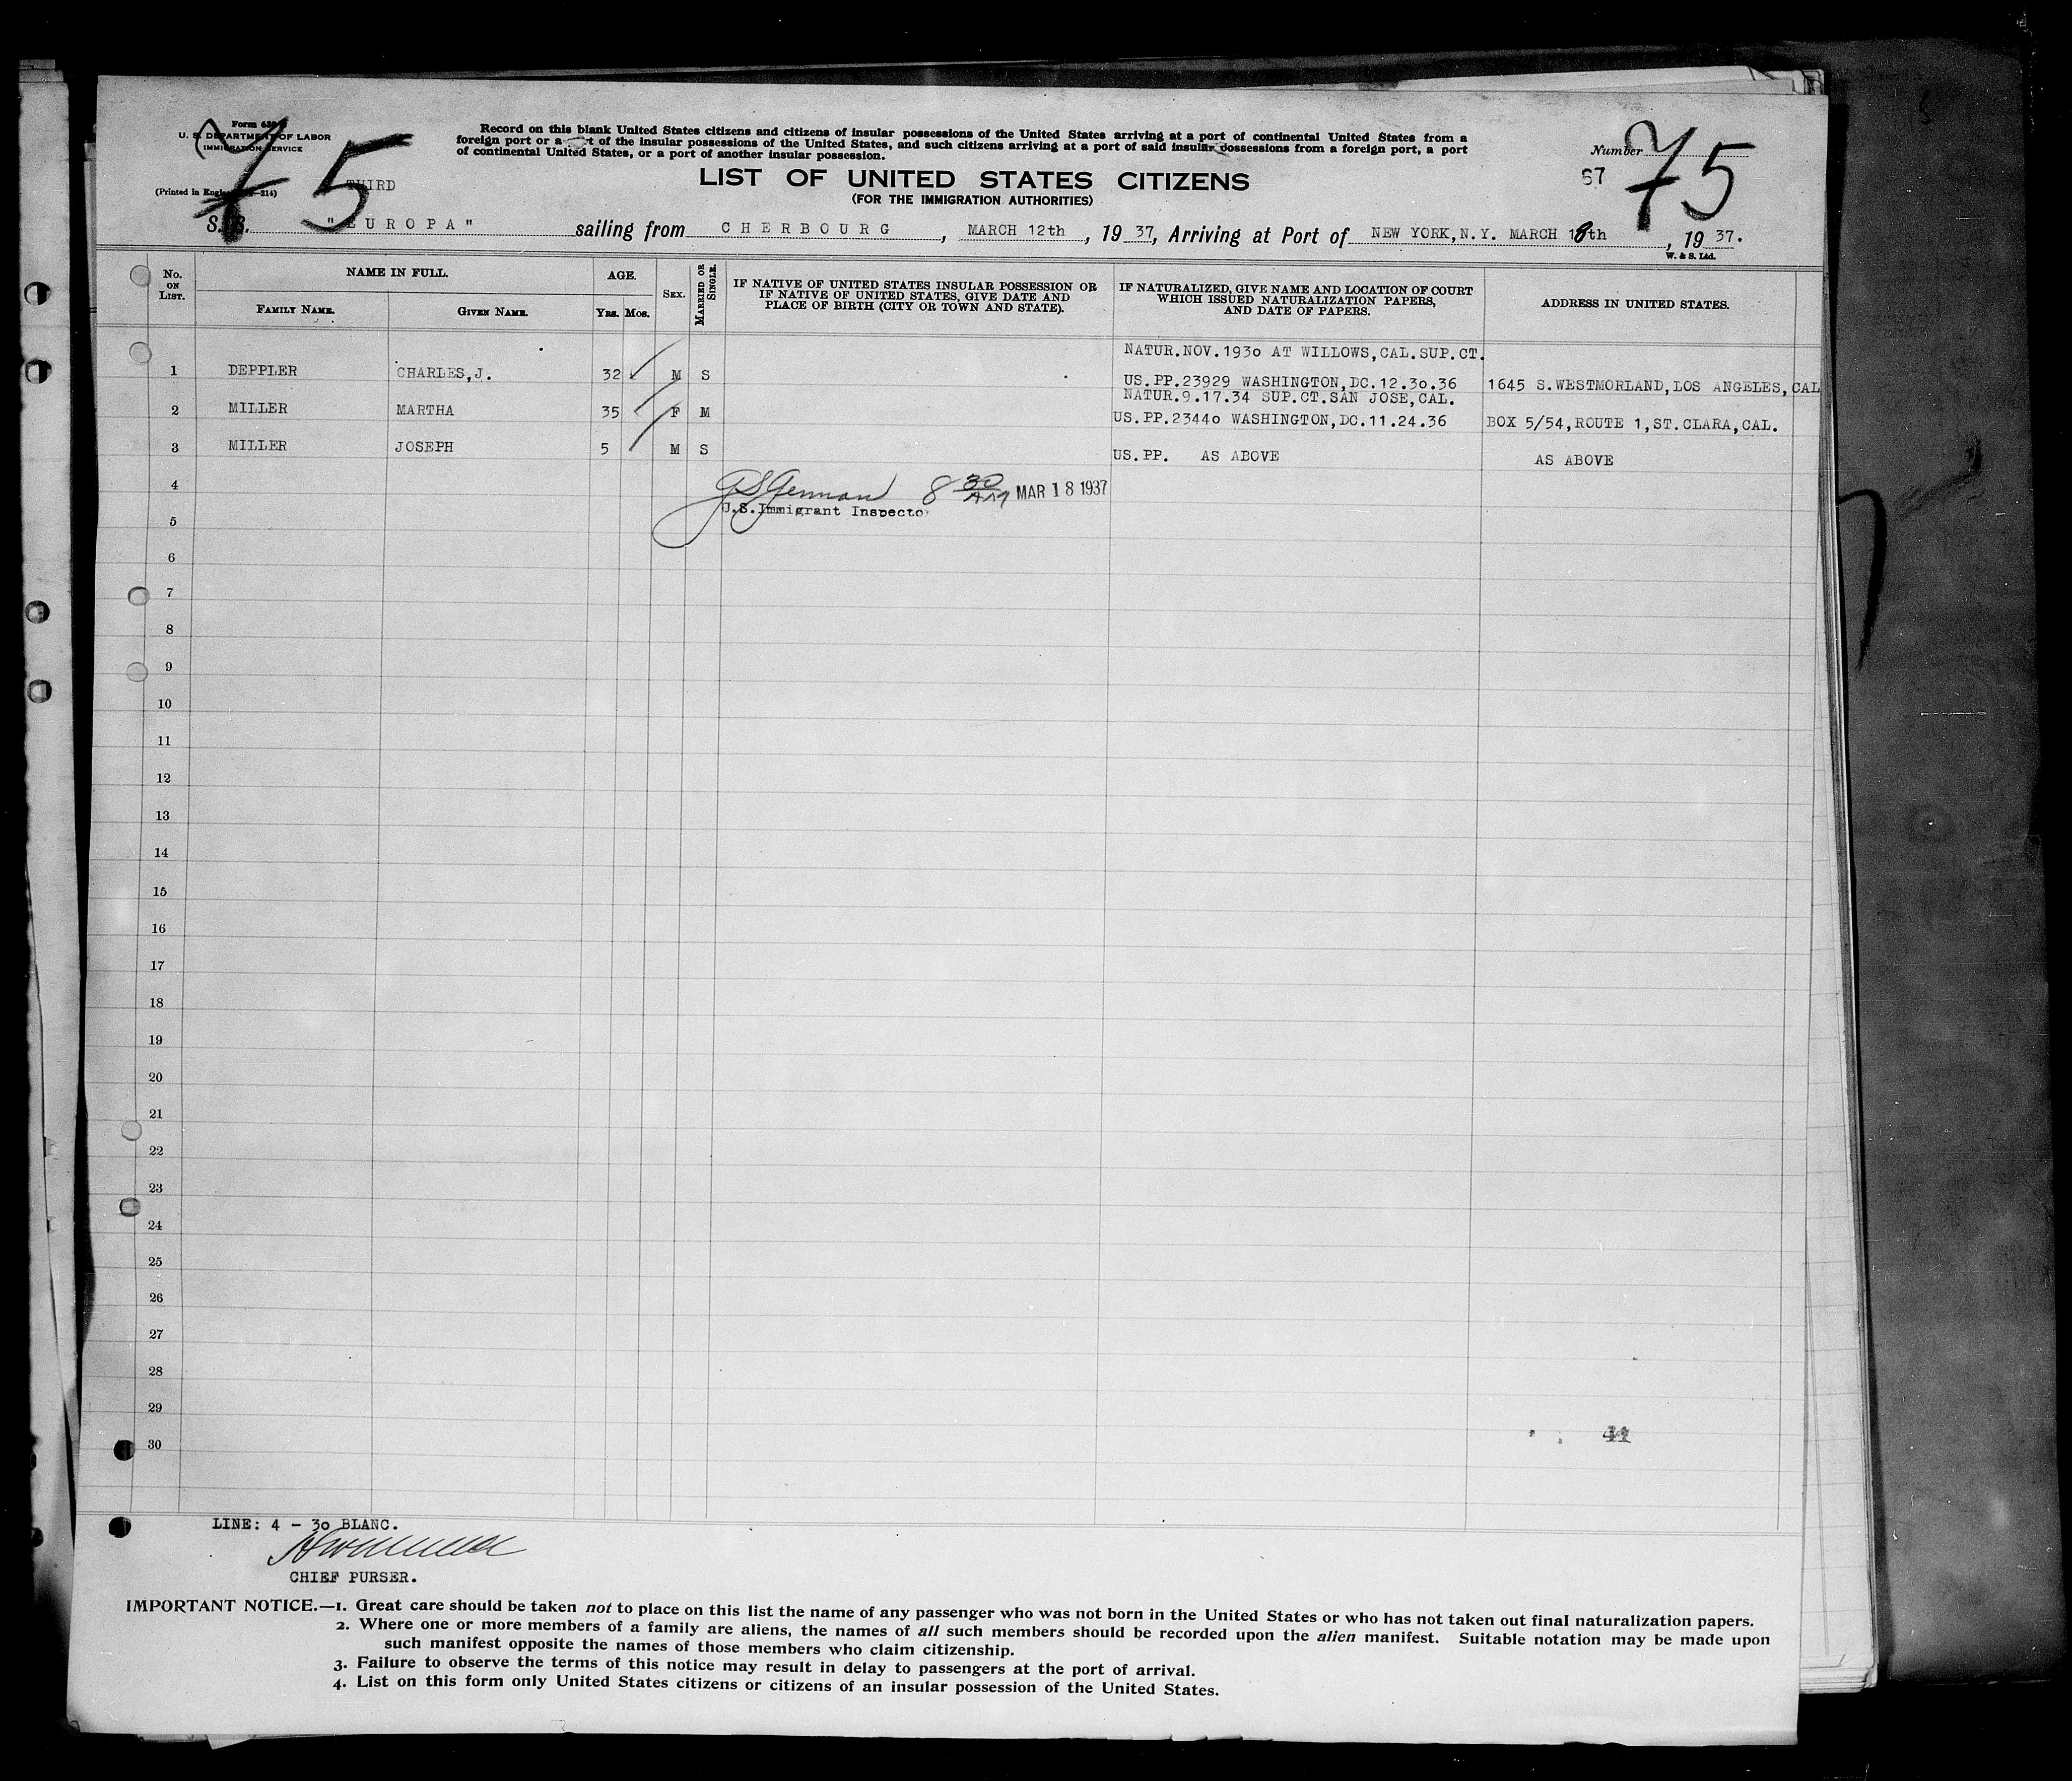 Form 630
U. S. DEPARTMENT OF LABOR
IMMIGRATION SERVICE
(Printed in
THIRD
75
Record on this blank United States citizens and citizens of insular possessions of the United States arriving at a port of continental United States from a
foreign port or a port of the insular possessions of the United States, and such citizens arriving at a port of said insular possessions from a foreign port, a port
of continental United States, or a port of another insular possession.
Number 75
67
LIST OF UNITED STATES CITIZENS
(FOR THE IMMIGRATION AUTHORITIES)
S. S. "EUROPA" sailing from CHERBOURG, MARCH 12th, 1937, Arriving at Port of NEW YORK,N.Y. MARCH 18th, 1937.
W. & S. Ltd.
No. ON LIST. NAME IN FULL. FAMILY NAME. GIVEN NAME. AGE. YRS. MOS. SEX. MARRIED OR SINGLE. IF NATIVE OF UNITED STATES INSULAR POSSESSION OR IF NATIVE OF UNITED STATES, GIVE DATE AND PLACE OF BIRTH (CITY OR TOWN AND STATE). IF NATURALIZED, GIVE NAME AND LOCATION OF COURT WHICH ISSUED NATURALIZATION PAPERS, AND DATE OF PAPERS. ADDRESS IN UNITED STATES.
NATUR.NOV.1930 AT WILLOWS,CAL.SUP.CT.
1 DEPPLER CHARLES,J. 32 M S US.PP.23929 WASHINGTON,DC.12.30.36 1645 S.WESTMORLAND,LOS ANGELES,CAL
NATUR.9.17.34 SUP.CT.SAN JOSE,CAL.
2 MILLER MARTHA 35 F M US.PP.23440 WASHINGTON,DC.11.24.36 BOX 5/54,ROUTE 1,ST.CLARA,CAL.
3 MILLER JOSEPH 5 M S US.PP. AS ABOVE AS ABOVE
4 8 30 AM MAR 18 1937
U.S.Immigrant Inspector
5
6
7
8
9
10
11
12
13
14
15
16
17
18
19
20
21
22
23
24
25
26
27
28
29
30
LINE: 4 - 30 BLANC.
CHIEF PURSER.
IMPORTANT NOTICE.—1. Great care should be taken not to place on this list the name of any passenger who was not born in the United States or who has not taken out final naturalization papers.
2. Where one or more members of a family are aliens, the names of all such members should be recorded upon the alien manifest. Suitable notation may be made upon
such manifest opposite the names of those members who claim citizenship.
3. Failure to observe the terms of this notice may result in delay to passengers at the port of arrival.
4. List on this form only United States citizens or citizens of an insular possession of the United States.